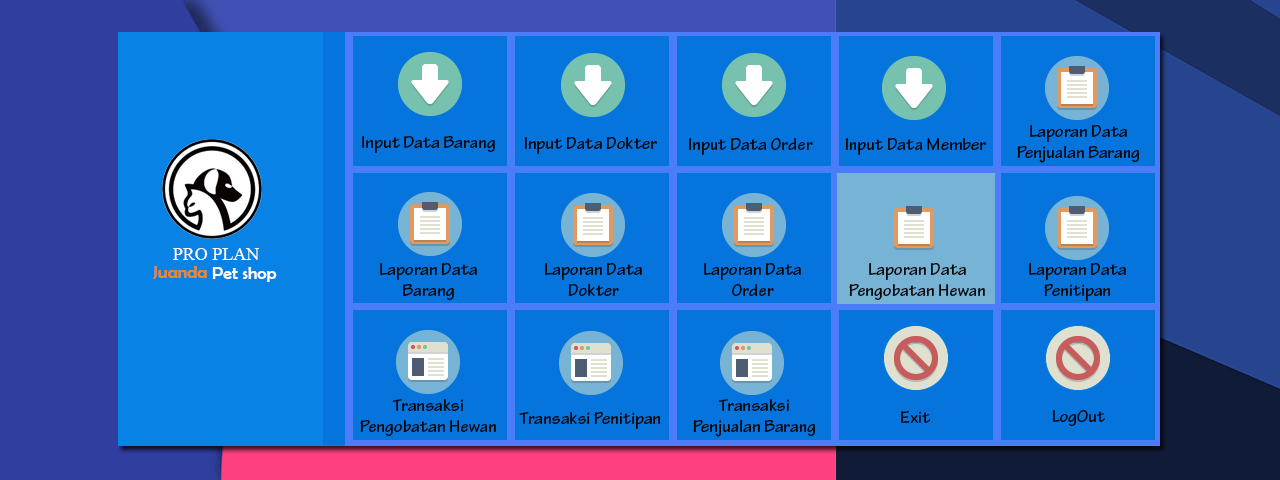 PRO PLAN
Juanda Pet shop
Input Data Barang
Input Data Dokter
Input Data Order
Input Data Member
Laporan Data
Penjualan Barang
Laporan Data
Barang
Laporan Data
Dokter
Laporan Data
Order
Laporan Data
Pengobatan Hewan
Laporan Data
Penitipan
Transaksi
Pengobatan Hewan
Transaksi Penitipan
Transaksi
Penjualan Barang
Exit
LogOut